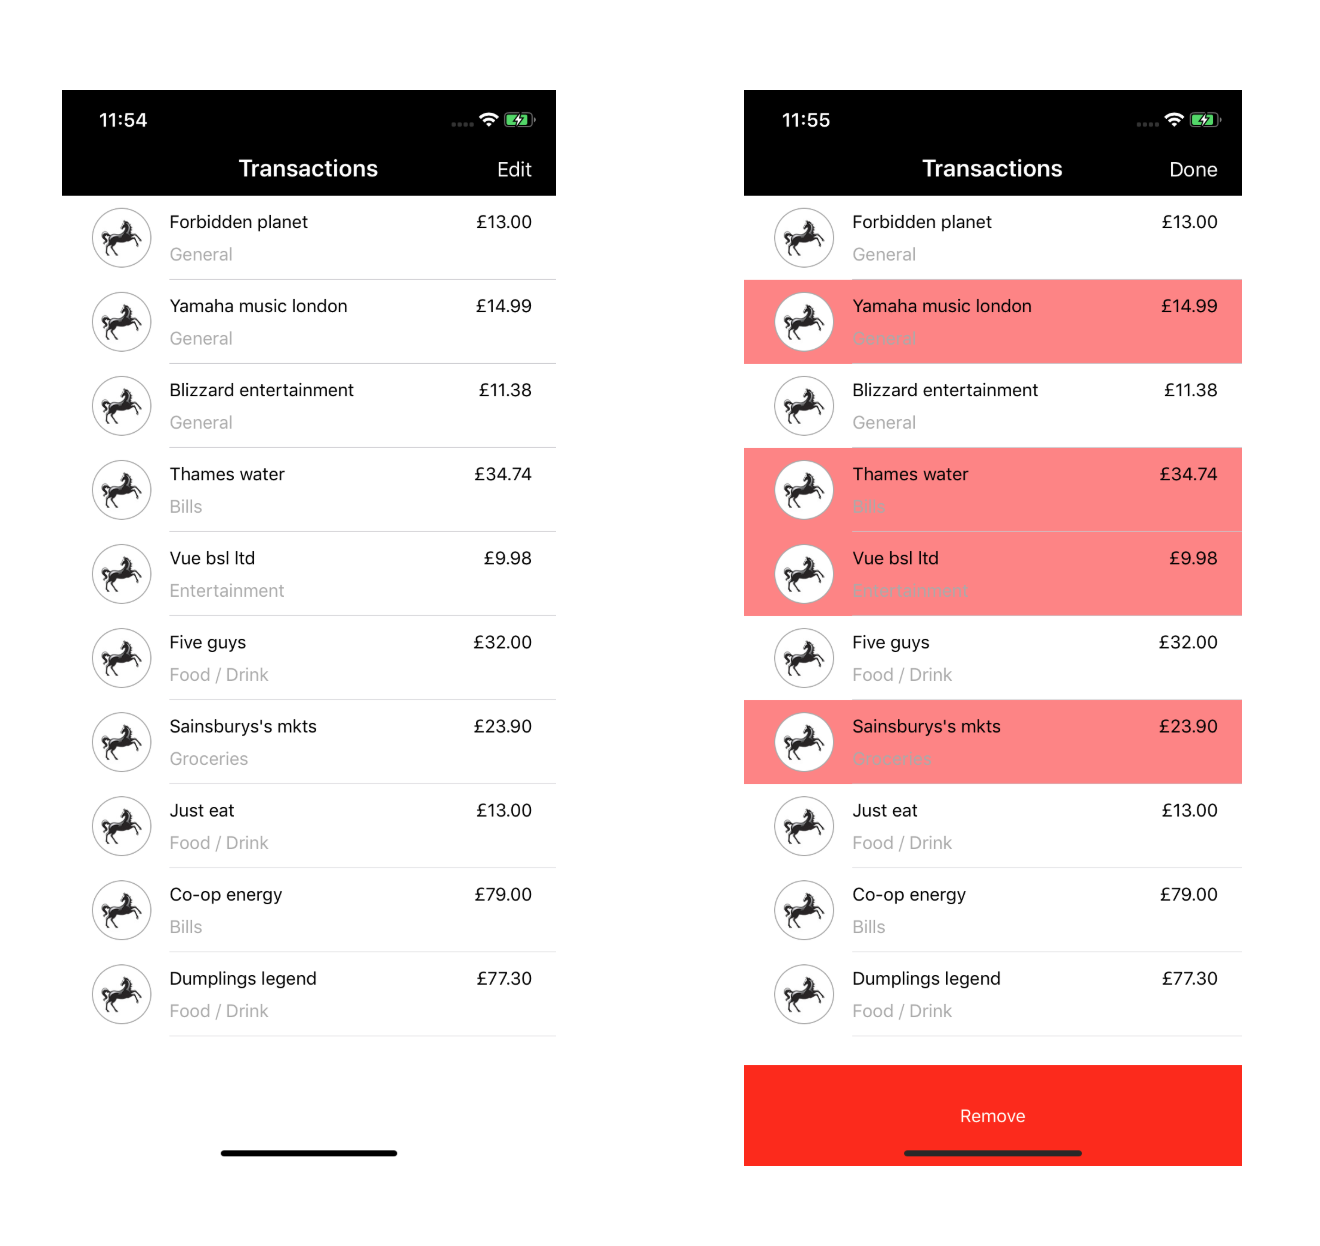 11:54
Transactions Edit
Forbidden planet £13.00
General
Yamaha music london £14.99
General
Blizzard entertainment £11.38
General
Thames water £34.74
Bills
Vue bsl ltd £9.98
Entertainment
Five guys £32.00
Food / Drink
Sainsburys's mkts £23.90
Groceries
Just eat £13.00
Food / Drink
Co-op energy £79.00
Bills
Dumplings legend £77.30
Food / Drink
11:55
Transactions Done
Forbidden planet £13.00
General
Yamaha music london £14.99
General
Blizzard entertainment £11.38
General
Thames water £34.74
Bills
Vue bsl ltd £9.98
Entertainment
Five guys £32.00
Food / Drink
Sainsburys's mkts £23.90
Groceries
Just eat £13.00
Food / Drink
Co-op energy £79.00
Bills
Dumplings legend £77.30
Food / Drink
Remove